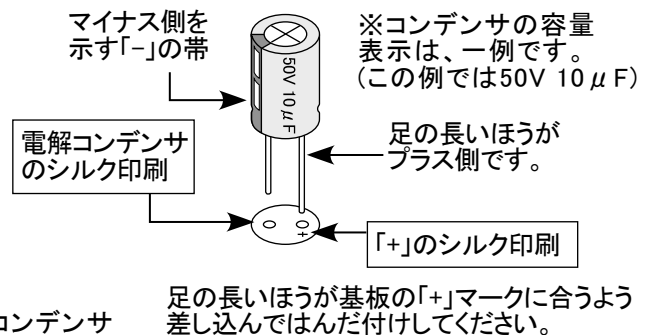 マイナス側を
示す「-」の帯
※コンデンサの容量
表示は、一例です。
(この例では50V 10μF)
50V 10μF
足の長いほうが
プラス側です。
電解コンデンサ
のシルク印刷
+
「+」のシルク印刷
コンデンサ
足の長いほうが基板の「+」マークに合うよう
差し込んではんだ付けしてください。